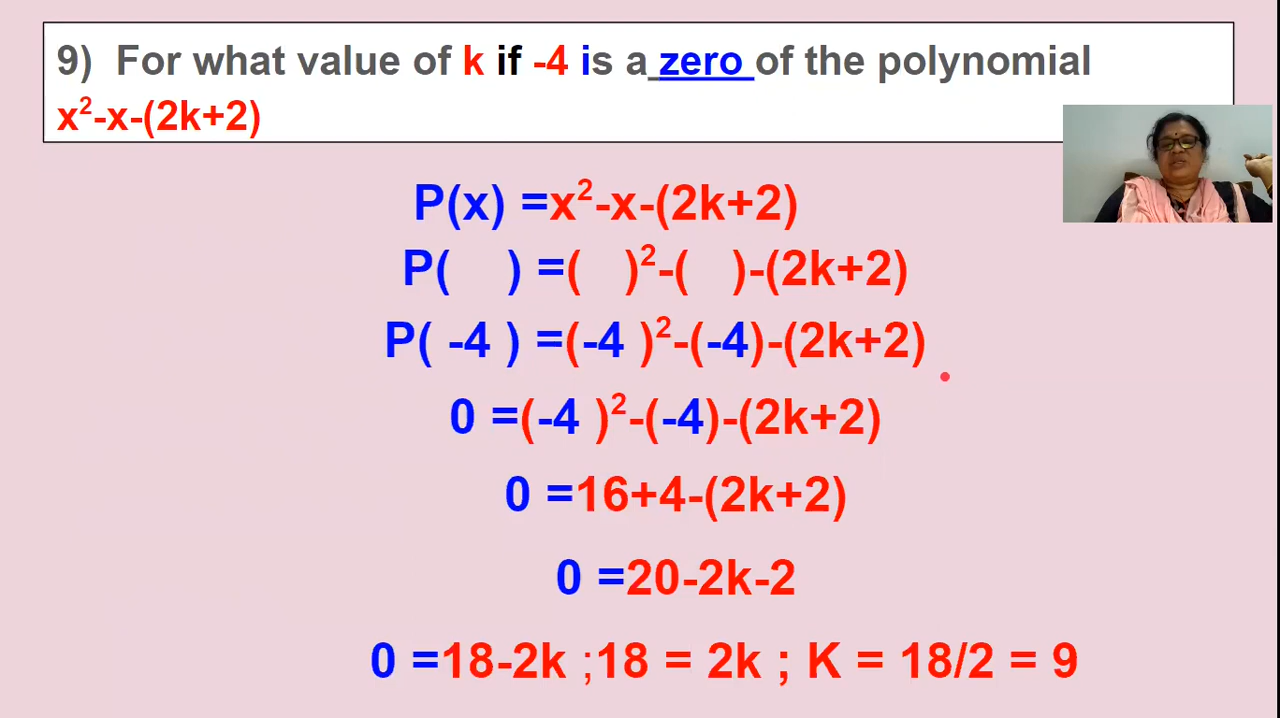 9) For what value of k if -4 is a zero of the polynomial
x²-x-(2k+2)
P(x) =x²-x-(2k+2)
P( ) =( )²-( )-(2k+2)
P( -4 ) =(-4 )²-(-4)-(2k+2)
0 =(-4 )²-(-4)-(2k+2)
0 =16+4-(2k+2)
0 =20-2k-2
0 =18-2k ;18 = 2k ; K = 18/2 = 9